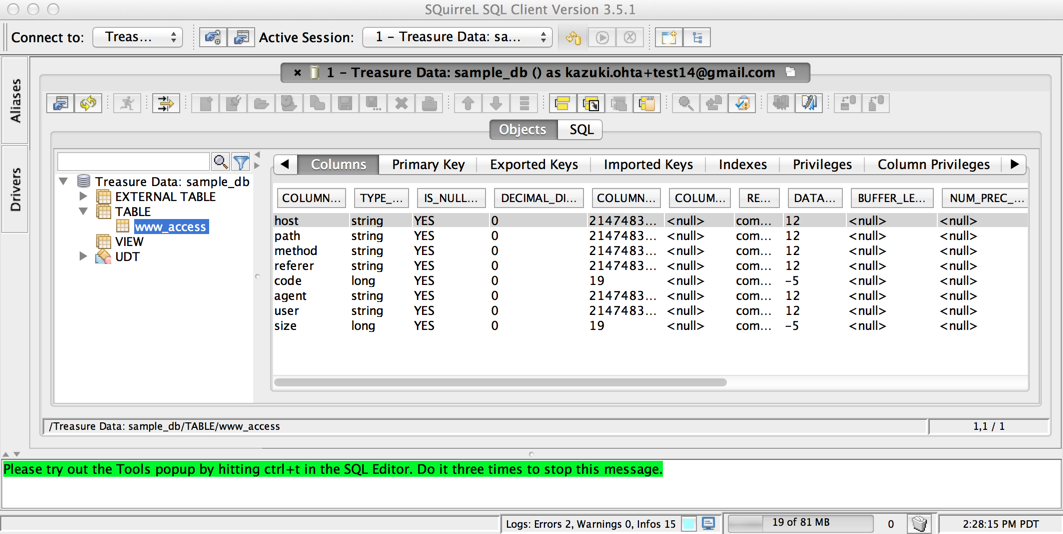 SQuirreL SQL Client Version 3.5.1
Connect to: Treas... Active Session: 1 – Treasure Data: sa...
1 – Treasure Data: sample_db () as kazuki.ohta+test14@gmail.com
Aliases
Drivers
Objects SQL
Treasure Data: sample_db
EXTERNAL TABLE
TABLE
www_access
VIEW
UDT
Columns Primary Key Exported Keys Imported Keys Indexes Privileges Column Privileges
COLUMN... TYPE_... IS_NULL... DECIMAL_DI... COLUMN... COLUM... RE... DATA... BUFFER_LE... NUM_PREC_...
host string YES 0 2147483... <null> com... 12 <null> <null>
path string YES 0 2147483... <null> com... 12 <null> <null>
method string YES 0 2147483... <null> com... 12 <null> <null>
referer string YES 0 2147483... <null> com... 12 <null> <null>
code long YES 0 19 <null> com... -5 <null> <null>
agent string YES 0 2147483... <null> com... 12 <null> <null>
user string YES 0 2147483... <null> com... 12 <null> <null>
size long YES 0 19 <null> com... -5 <null> <null>
/Treasure Data: sample_db/TABLE/www_access 1,1 / 1
Please try out the Tools popup by hitting ctrl+t in the SQL Editor. Do it three times to stop this message.
Logs: Errors 2, Warnings 0, Infos 15 19 of 81 MB 0 2:28:15 PM PDT